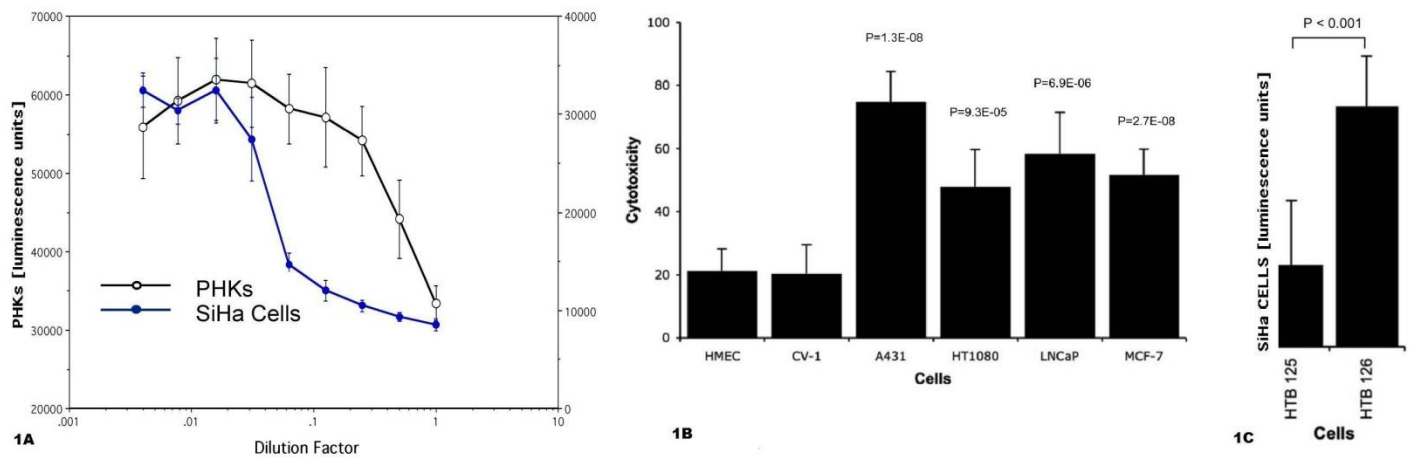 70000
60000
50000
40000
30000
20000
PHKs [luminescence units]
40000
30000
20000
10000
0
PHKs
SiHa Cells
.001
.01
.1
1
10
Dilution Factor
1A
100
80
60
40
20
0
Cytotoxicity
P=1.3E-08
P=9.3E-05
P=6.9E-06
P=2.7E-08
HMEC
CV-1
A431
HT1080
LNCaP
MCF-7
Cells
1B
P < 0.001
SiHa CELLS [luminescence units]
HTB 125
HTB 126
Cells
1C